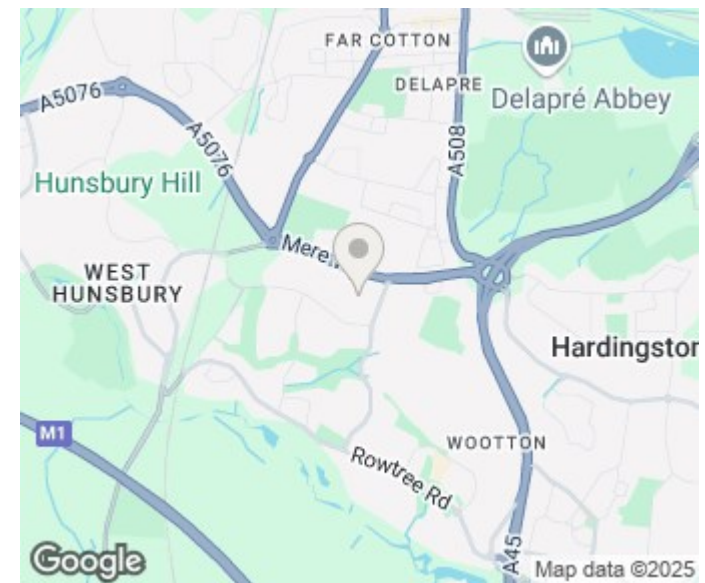 FAR COTTON
DELAPRE
Delapré Abbey
A5076
A5076
A508
Hunsbury Hill
WEST
HUNSBURY
Hardingstor
M1
WOOTTON
Rowtree Rd
A45
Google
Map data ©2025